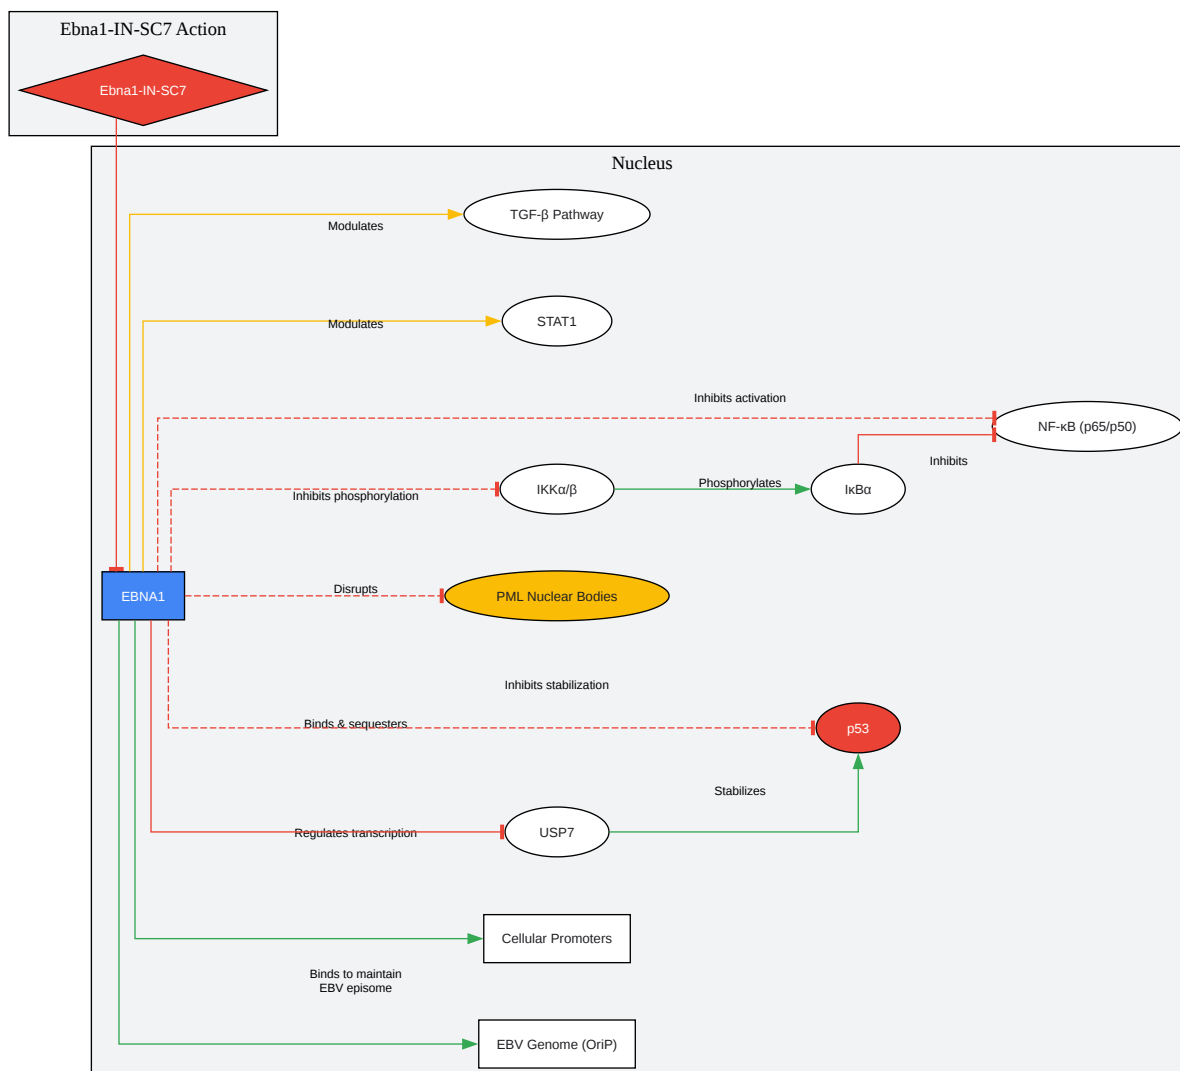 Ebna1-IN-SC7 Action
Ebna1-IN-SC7
Nucleus
TGF-β Pathway
Modulates
STAT1
Modulates
Inhibits activation
NF-κB (p65/p50)
Inhibits
IKKα/β
Phosphorylates
IκBα
Inhibits phosphorylation
EBNA1
Disrupts
PML Nuclear Bodies
Inhibits stabilization
Binds & sequesters
p53
Stabilizes
USP7
Regulates transcription
Cellular Promoters
Binds to maintain
EBV episome
EBV Genome (OriP)